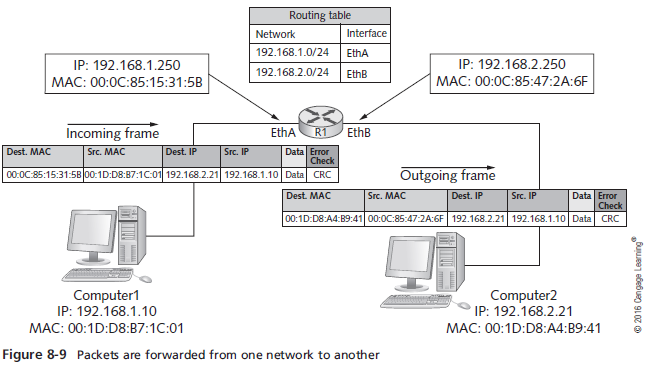 Routing table
Network Interface
192.168.1.0/24 EthA
192.168.2.0/24 EthB
IP: 192.168.1.250
MAC: 00:0C:85:15:31:5B
IP: 192.168.2.250
MAC: 00:0C:85:47:2A:6F
EthA R1 EthB
Incoming frame
Dest. MAC Src. MAC Dest. IP Src. IP Data Error Check
00:0C:85:15:31:5B 00:1D:D8:B7:1C:01 192.168.2.21 192.168.1.10 Data CRC
Outgoing frame
Dest. MAC Src. MAC Dest. IP Src. IP Data Error Check
00:1D:D8:A4:B9:41 00:0C:85:47:2A:6F 192.168.2.21 192.168.1.10 Data CRC
Computer1
IP: 192.168.1.10
MAC: 00:1D:D8:B7:1C:01
Computer2
IP: 192.168.2.21
MAC: 00:1D:D8:A4:B9:41
© 2016 Cengage Learning®
Figure 8-9 Packets are forwarded from one network to another